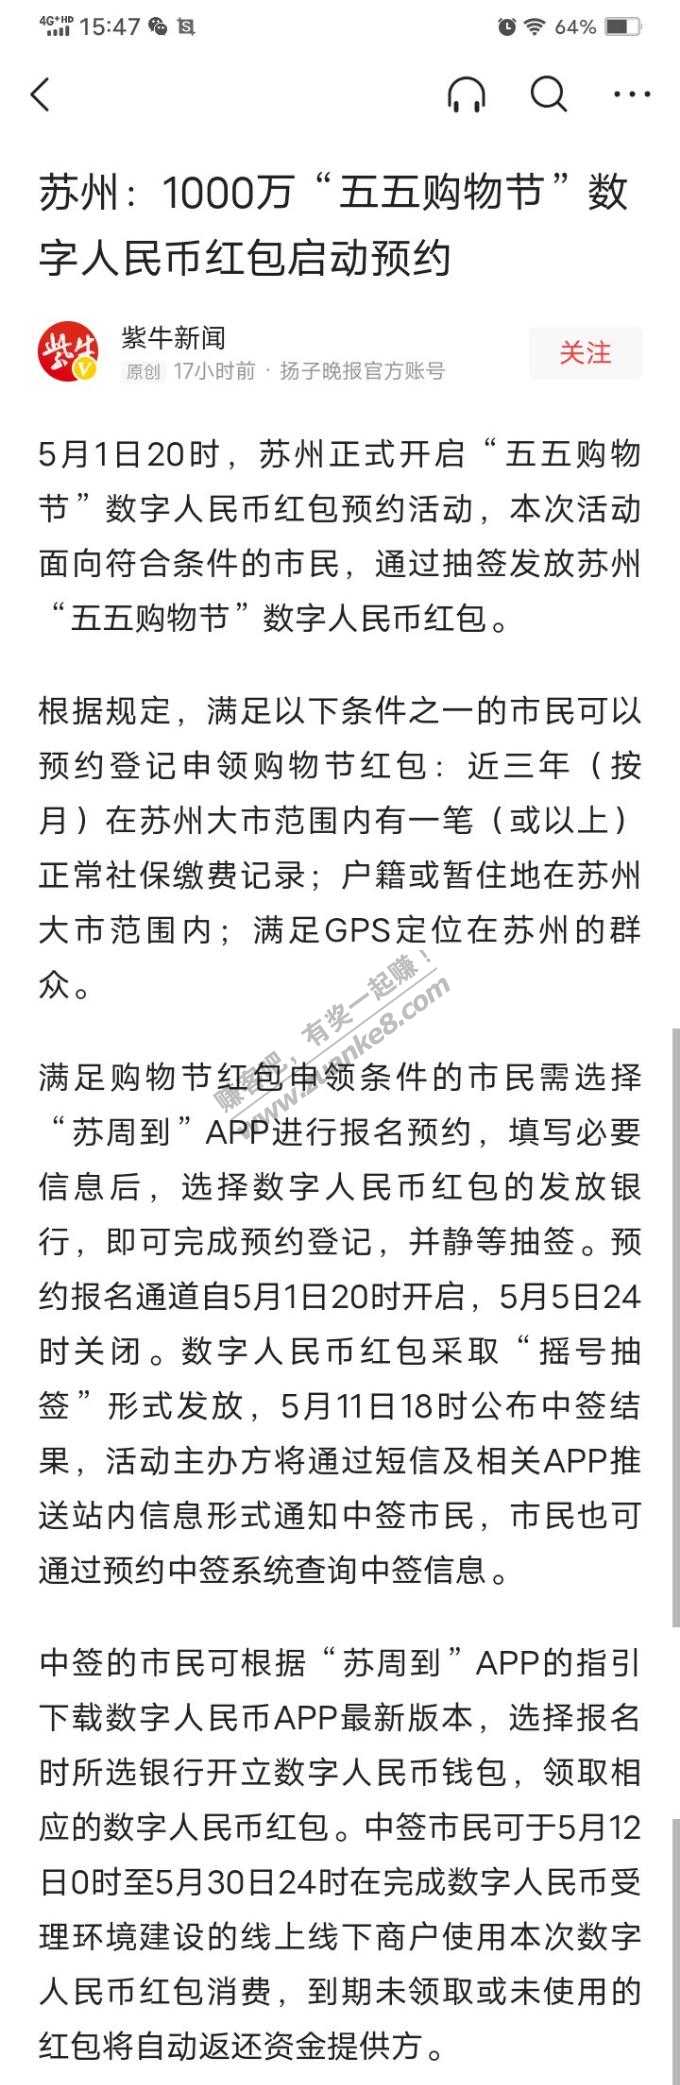 4G+HD 15:47 64%
苏州：1000万“五五购物节”数
字人民币红包启动预约
紫牛 V
紫牛新闻
原创 17小时前 · 扬子晚报官方账号
关注
5月1日20时，苏州正式开启“五五购物
节”数字人民币红包预约活动，本次活动
面向符合条件的市民，通过抽签发放苏州
“五五购物节”数字人民币红包。
根据规定，满足以下条件之一的市民可以
预约登记申领购物节红包：近三年（按
月）在苏州大市范围内有一笔（或以上）
正常社保缴费记录；户籍或暂住地在苏州
大市范围内；满足GPS定位在苏州的群
众。
赚客吧，有奖一起赚！
www.zuanke8.com
满足购物节红包申领条件的市民需选择
“苏周到”APP进行报名预约，填写必要
信息后，选择数字人民币红包的发放银
行，即可完成预约登记，并静等抽签。预
约报名通道自5月1日20时开启，5月5日24
时关闭。数字人民币红包采取“摇号抽
签”形式发放，5月11日18时公布中签结
果，活动主办方将通过短信及相关APP推
送站内信息形式通知中签市民，市民也可
通过预约中签系统查询中签信息。
中签的市民可根据“苏周到”APP的指引
下载数字人民币APP最新版本，选择报名
时所选银行开立数字人民币钱包，领取相
应的数字人民币红包。中签市民可于5月12
日0时至5月30日24时在完成数字人民币受
理环境建设的线上线下商户使用本次数字
人民币红包消费，到期未领取或未使用的
红包将自动返还资金提供方。